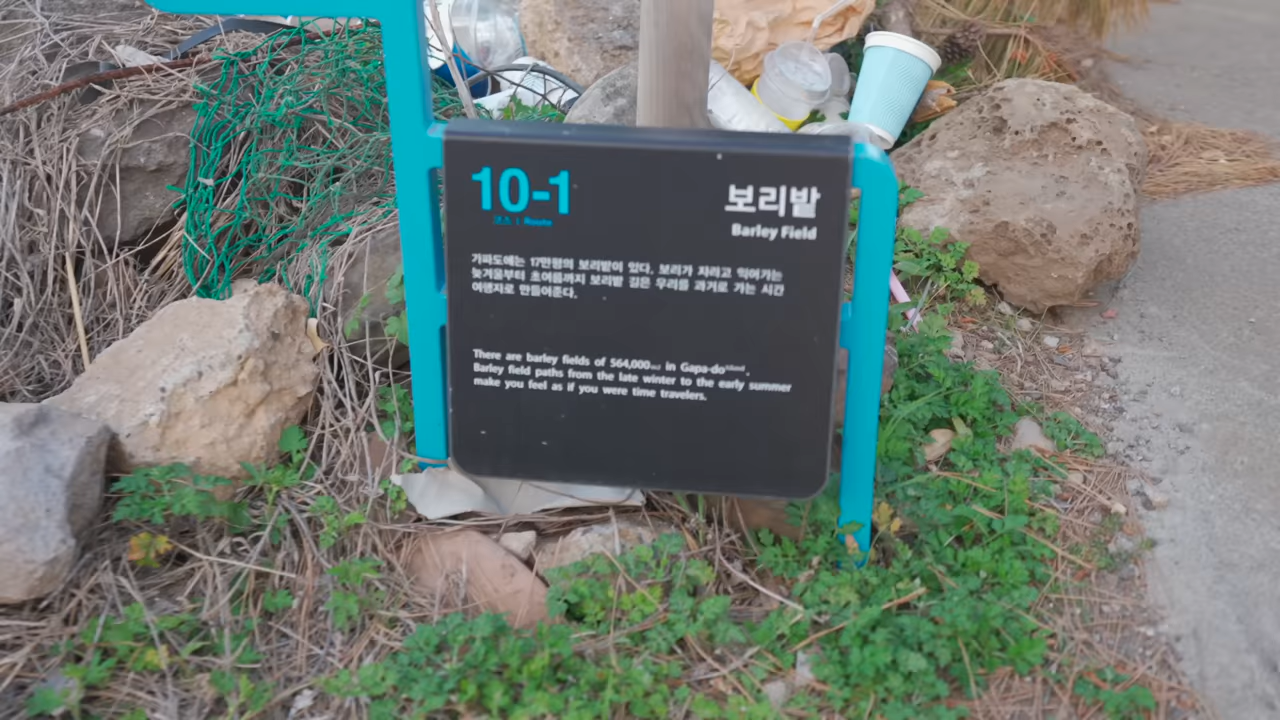 10-1
코스 | Route
보리밭
Barley Field
가파도에는 17만평의 보리밭이 있다. 보리가 자라고 익어가는
늦겨울부터 초여름까지 보리밭 길은 우리를 과거로 가는 시간
여행자로 만들어준다.
There are barley fields of 564,000m2 in Gapa-do Island.
Barley field paths from the late winter to the early summer
make you feel as if you were time travelers.